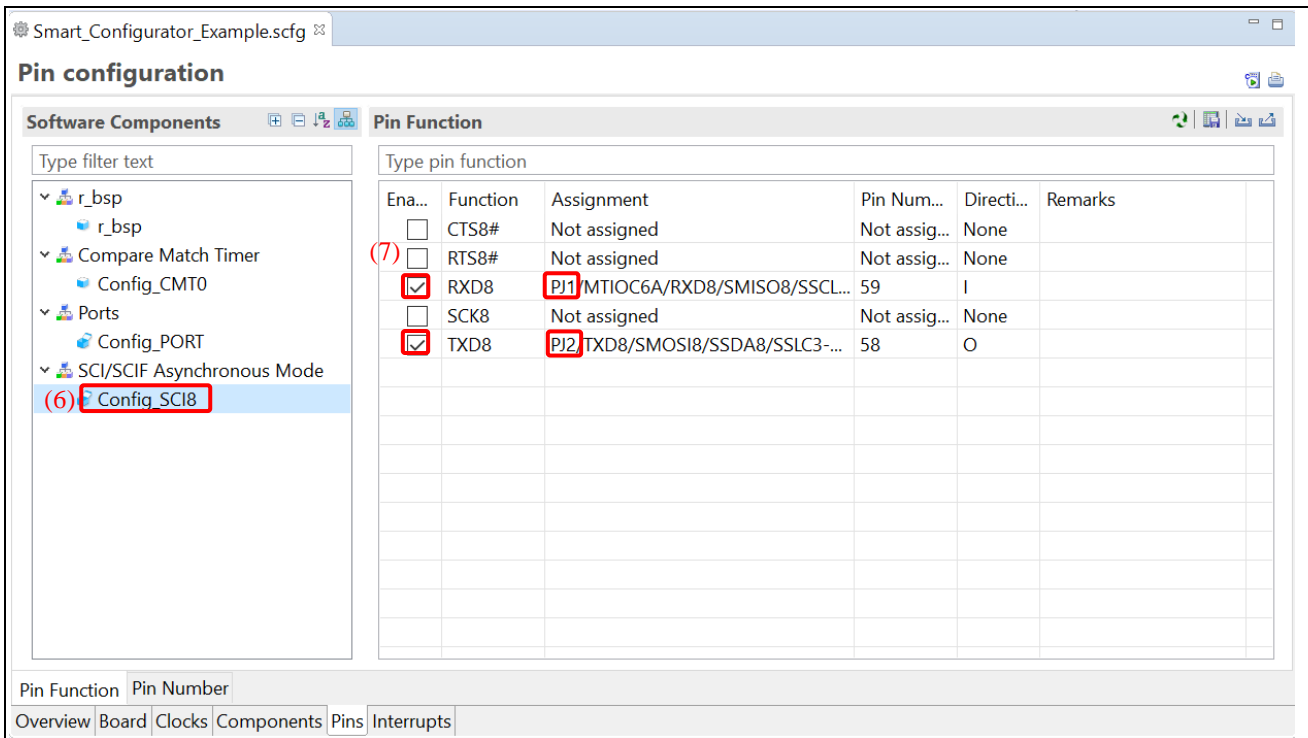 Smart_Configurator_Example.scfg
Pin configuration
Software Components
Type filter text
r_bsp
r_bsp
Compare Match Timer
Config_CMT0
Ports
Config_PORT
SCI/SCIF Asynchronous Mode
(6) Config_SCI8
Pin Function
Type pin function
Ena... Function Assignment Pin Num... Directi... Remarks
CTS8# Not assigned Not assig... None
(7) RTS8# Not assigned Not assig... None
RXD8 PJ1/MTIOC6A/RXD8/SMISO8/SSCL... 59 I
SCK8 Not assigned Not assig... None
TXD8 PJ2/TXD8/SMOSI8/SSDA8/SSLC3-... 58 O
Pin Function Pin Number
Overview Board Clocks Components Pins Interrupts